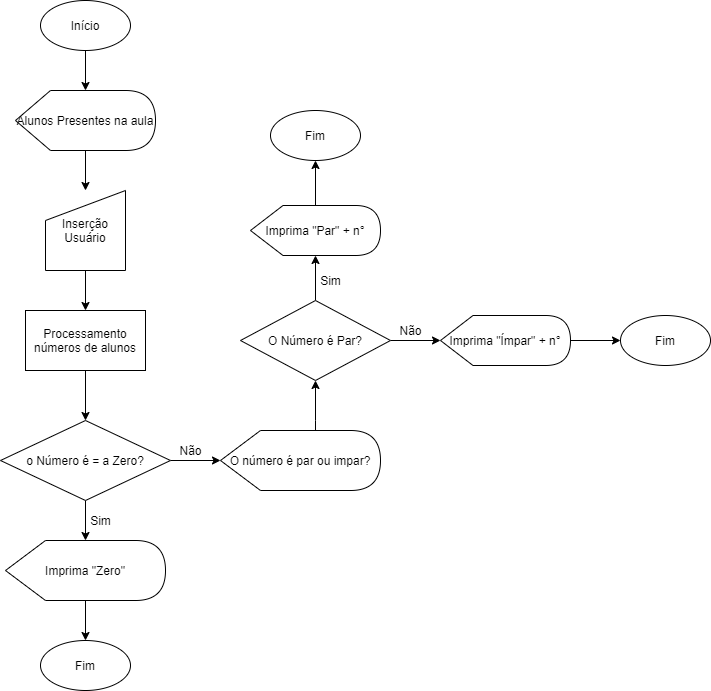 Início
Alunos Presentes na aula
Inserção
Usuário
Processamento
números de alunos
o Número é = a Zero?
Não
Sim
Imprima "Zero"
Fim
O número é par ou impar?
O Número é Par?
Sim
Imprima "Par" + n°
Fim
Não
Imprima "Ímpar" + n°
Fim